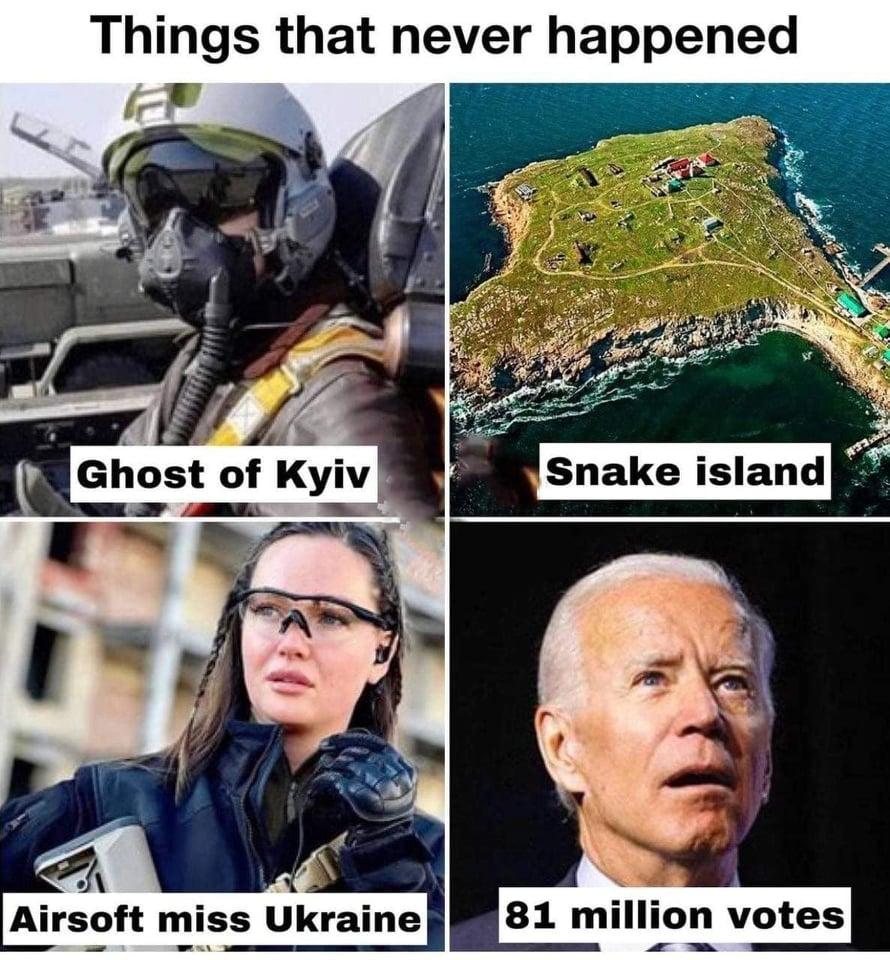 Things that never happened
Ghost of Kyiv
Snake island
Airsoft miss Ukraine
81 million votes